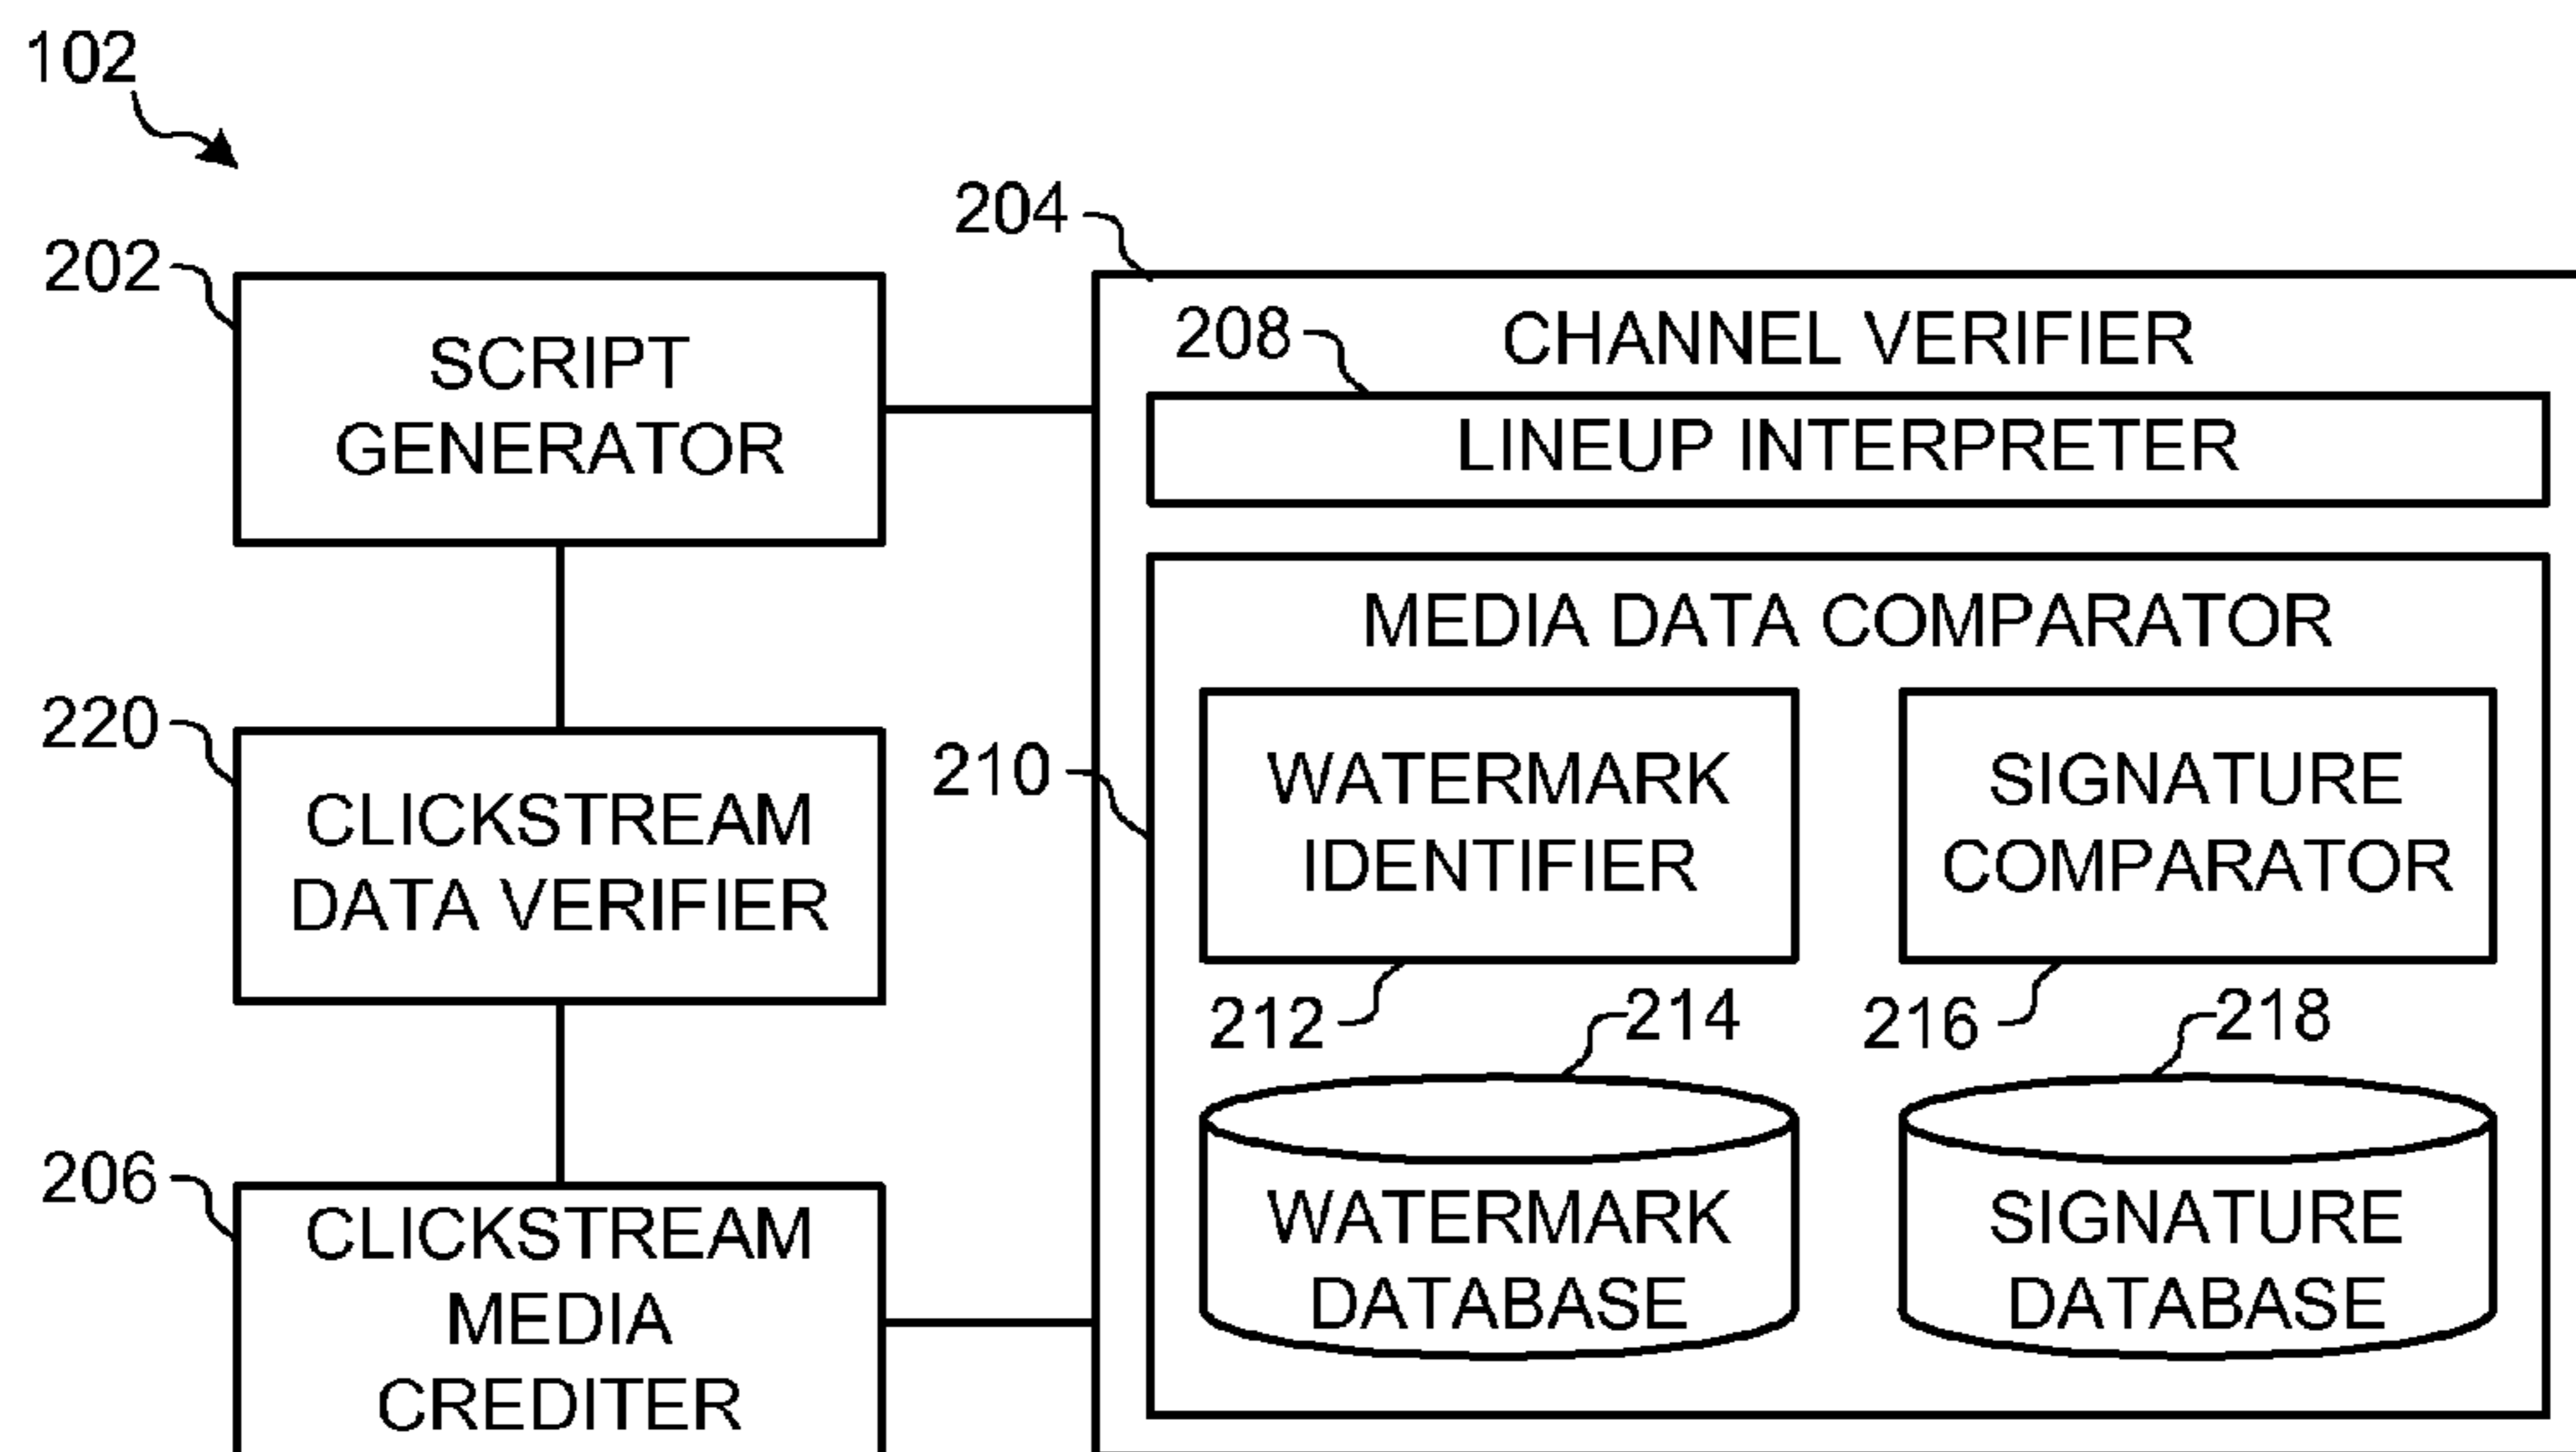 102
202
SCRIPT
GENERATOR
204
208
CHANNEL VERIFIER
LINEUP INTERPRETER
220
CLICKSTREAM
DATA VERIFIER
210
MEDIA DATA COMPARATOR
WATERMARK
IDENTIFIER
212
SIGNATURE
COMPARATOR
216
214
WATERMARK
DATABASE
218
SIGNATURE
DATABASE
206
CLICKSTREAM
MEDIA
CREDITER